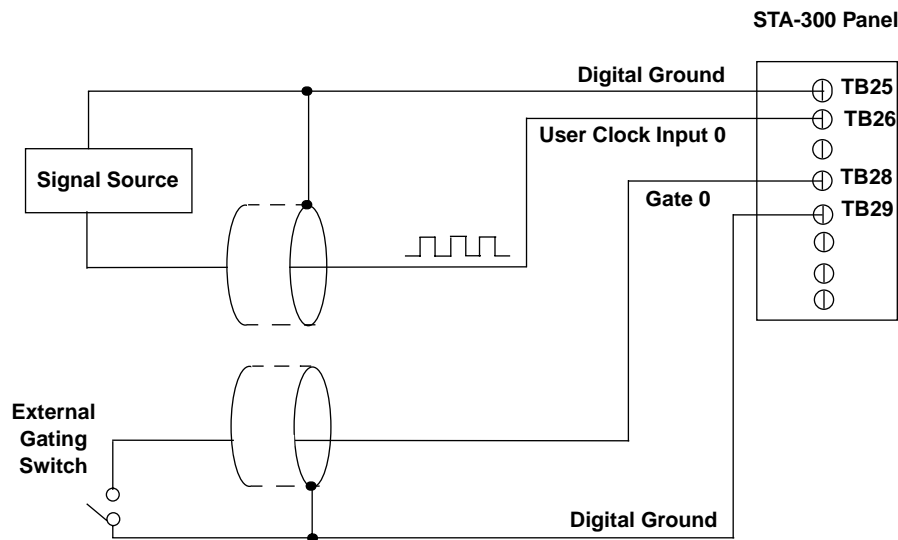 STA-300 Panel
Digital Ground
TB25
User Clock Input 0
TB26
Signal Source
TB28
Gate 0
TB29
External
Gating
Switch
Digital Ground